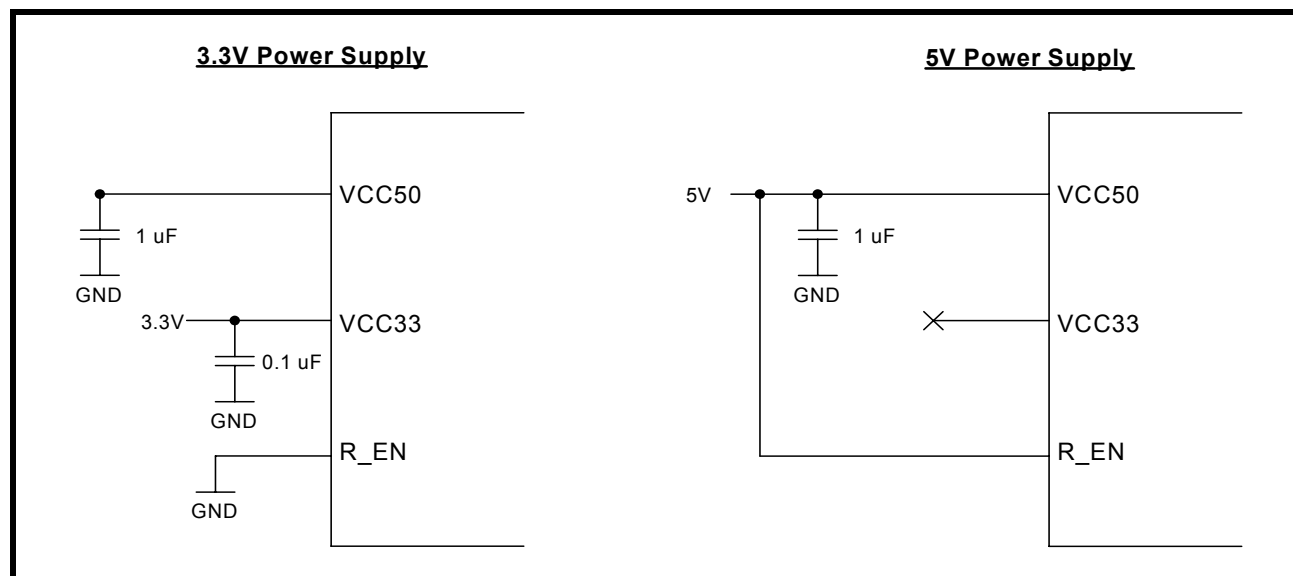 3.3V Power Supply
VCC50
1 uF
GND
3.3V
VCC33
0.1 uF
GND
R_EN
GND
5V Power Supply
5V
VCC50
1 uF
GND
VCC33
R_EN